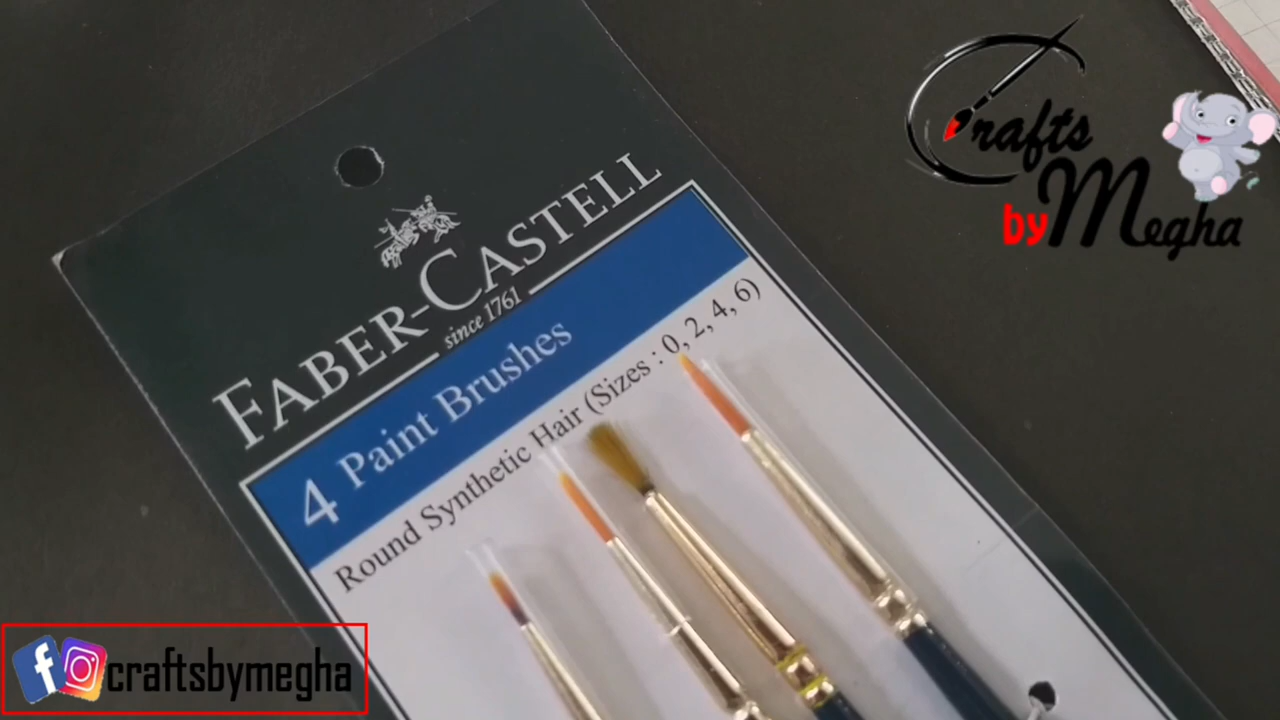 Crafts
by Megha
FABER-CASTELL
since 1761
4 Paint Brushes
Round Synthetic Hair (Sizes : 0, 2, 4, 6)
craftsbymegha